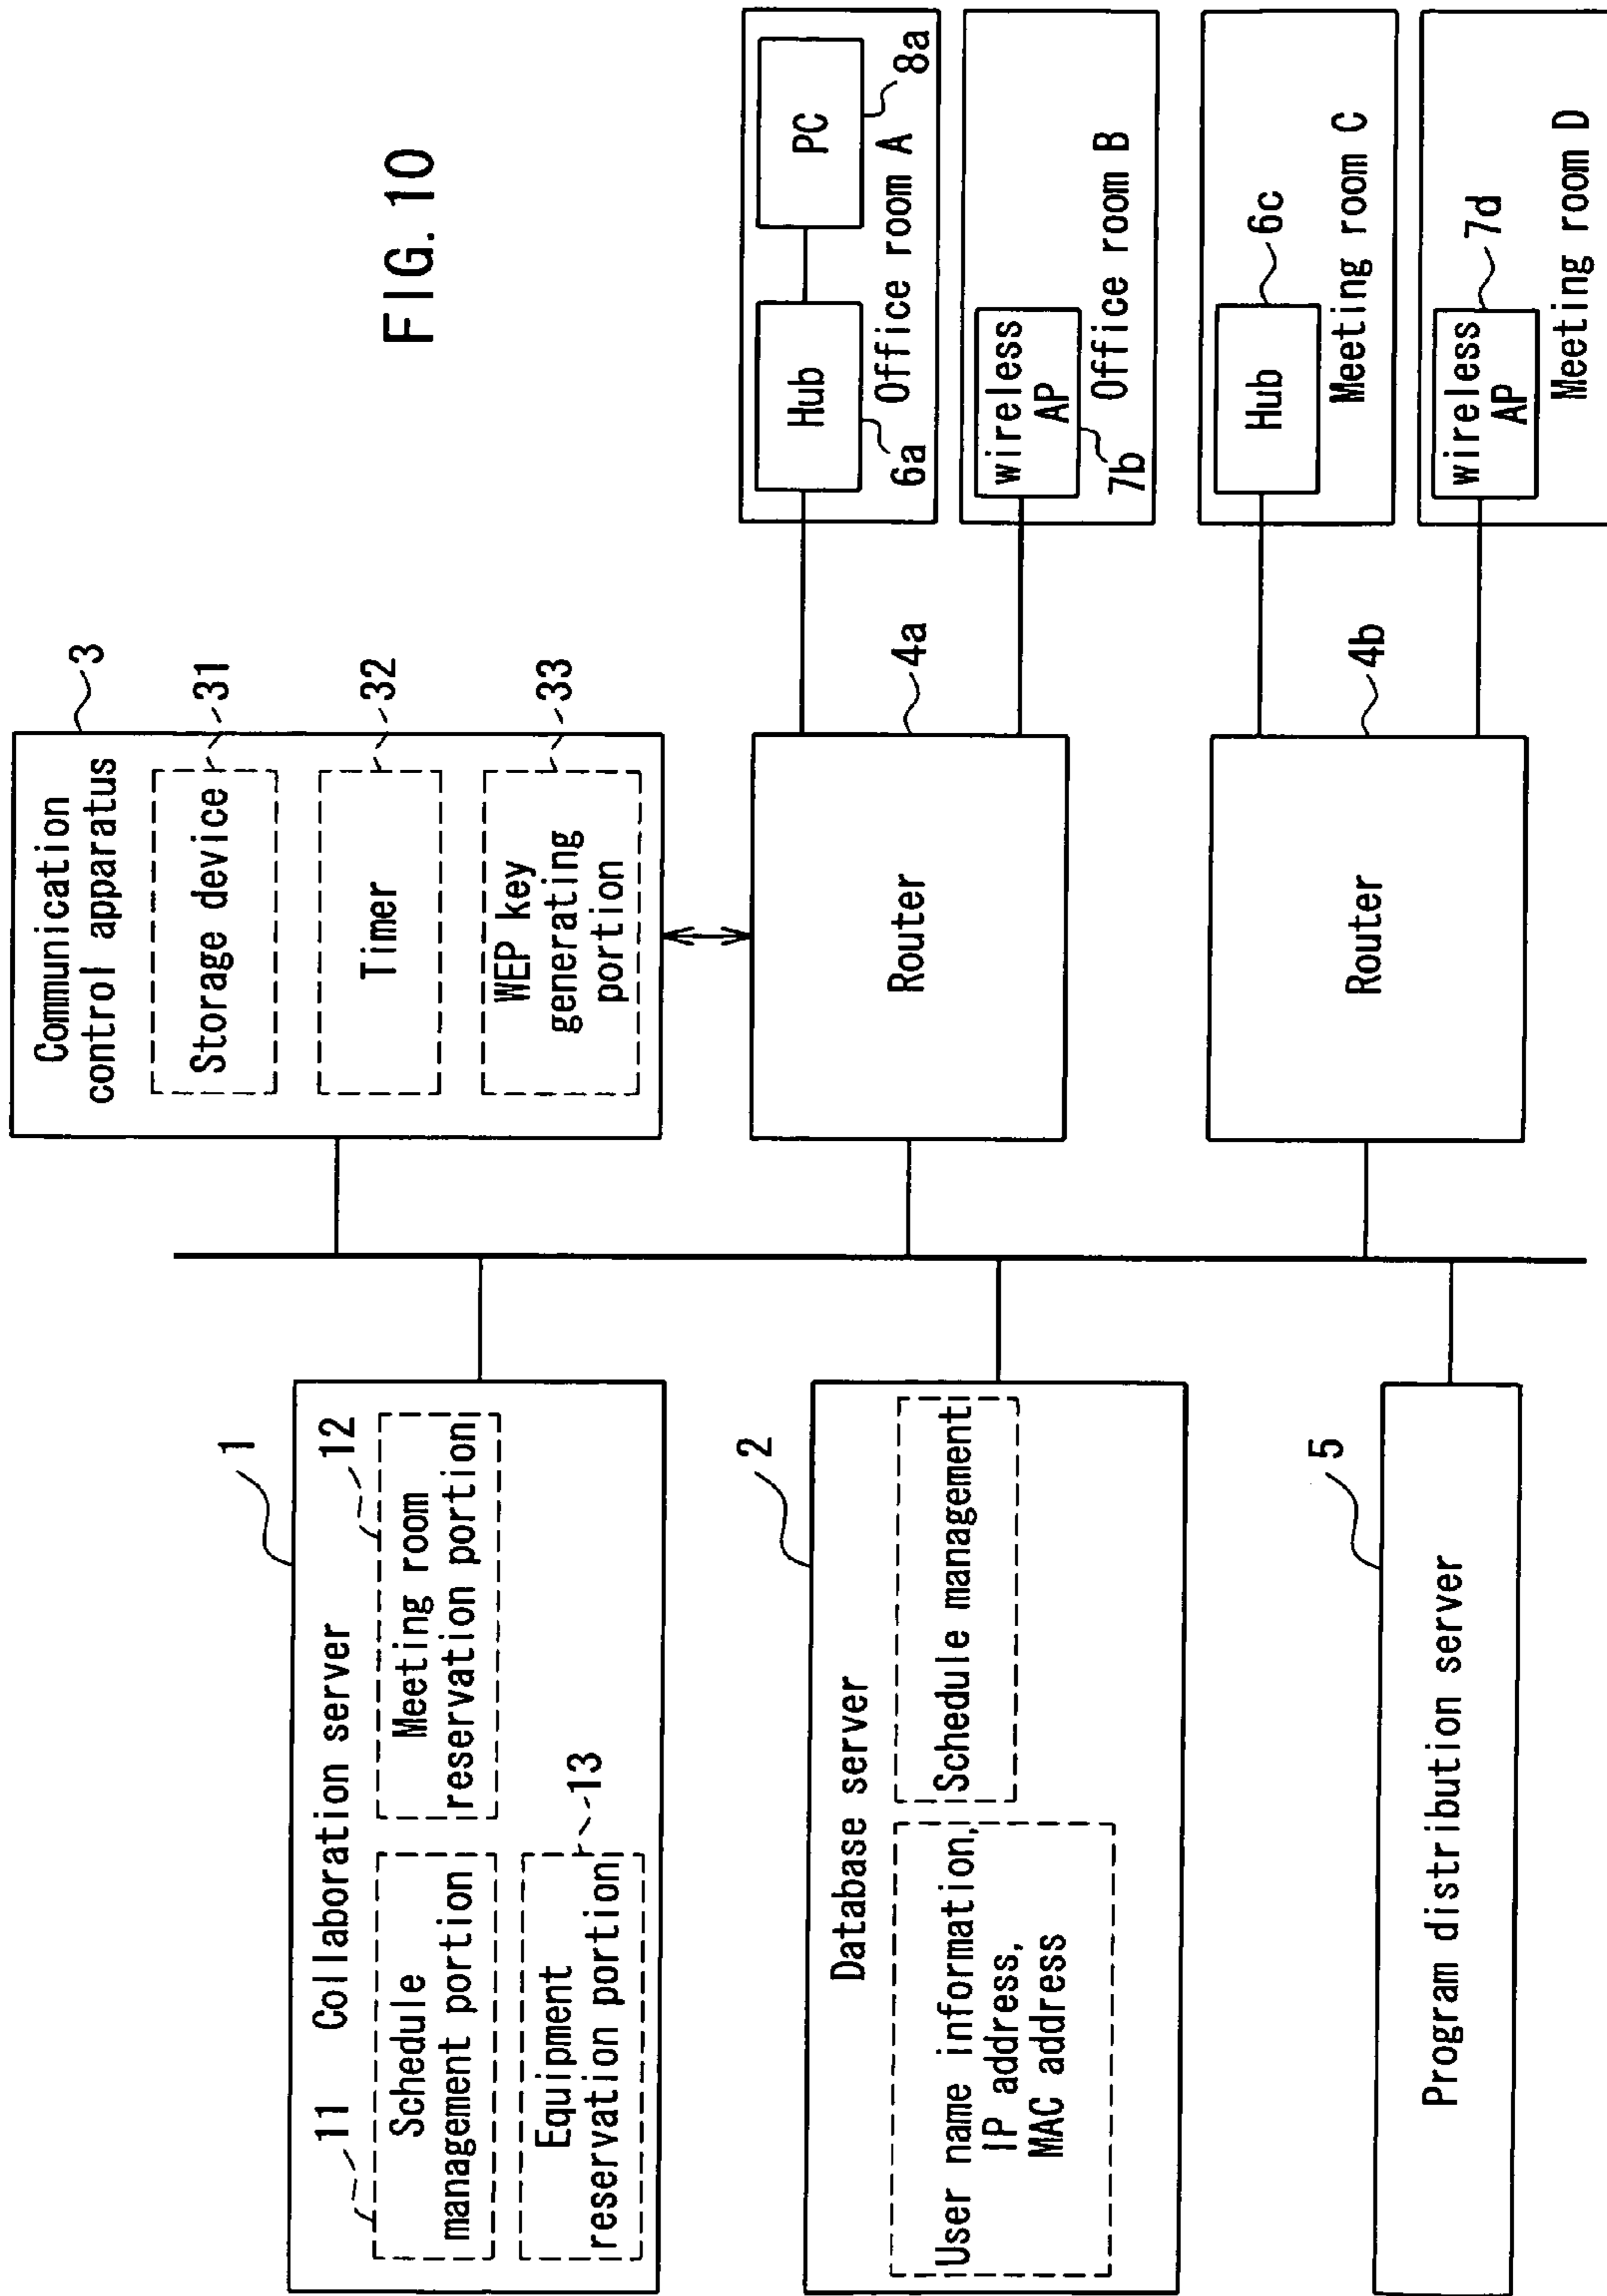 FIG. 10
1
Collaboration server
11
Schedule
management portion
12
Meeting room
reservation portion
13
Equipment
reservation portion
2
Database server
User name information,
IP address,
MAC address
Schedule management
5
Program distribution server
3
Communication
control apparatus
31
Storage device
32
Timer
33
WEP key
generating
portion
4a
Router
4b
Router
Hub
6a
PC
8a
Office room A
wireless
AP
7b
Office room B
Hub
6c
Meeting room C
wireless
AP
7d
Meeting room D